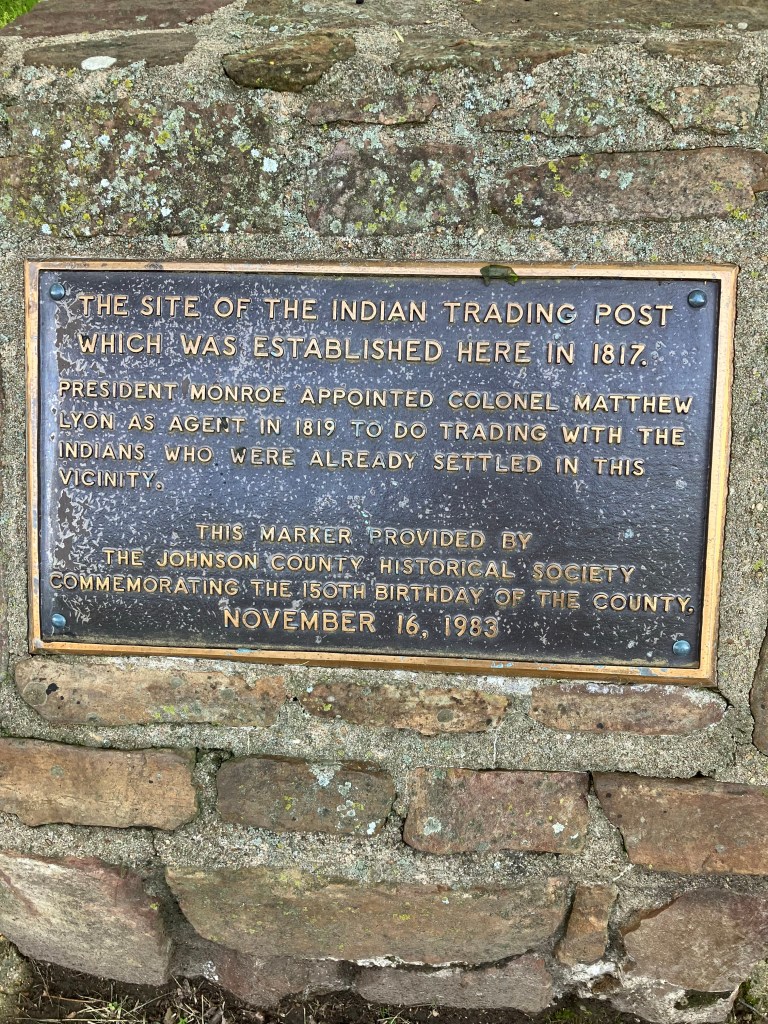 THE SITE OF THE INDIAN TRADING POST
WHICH WAS ESTABLISHED HERE IN 1817.
PRESIDENT MONROE APPOINTED COLONEL MATTHEW
LYON AS AGENT IN 1819 TO DO TRADING WITH THE
INDIANS WHO WERE ALREADY SETTLED IN THIS
VICINITY.
THIS MARKER PROVIDED BY
THE JOHNSON COUNTY HISTORICAL SOCIETY
COMMEMORATING THE 150TH BIRTHDAY OF THE COUNTY.
NOVEMBER 16, 1983